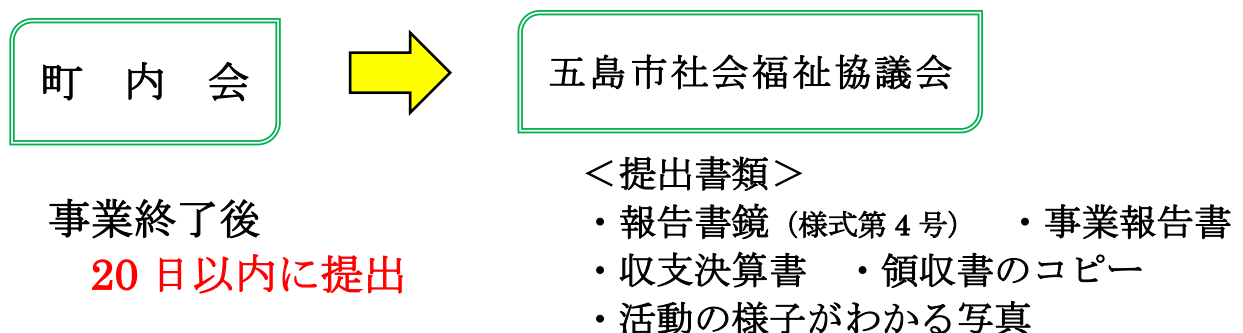 町　内　会
五島市社会福祉協議会
事業終了後
20 日以内に提出
＜提出書類＞
・報告書鏡（様式第 4 号）　・事業報告書
・収支決算書　・領収書のコピー
・活動の様子がわかる写真